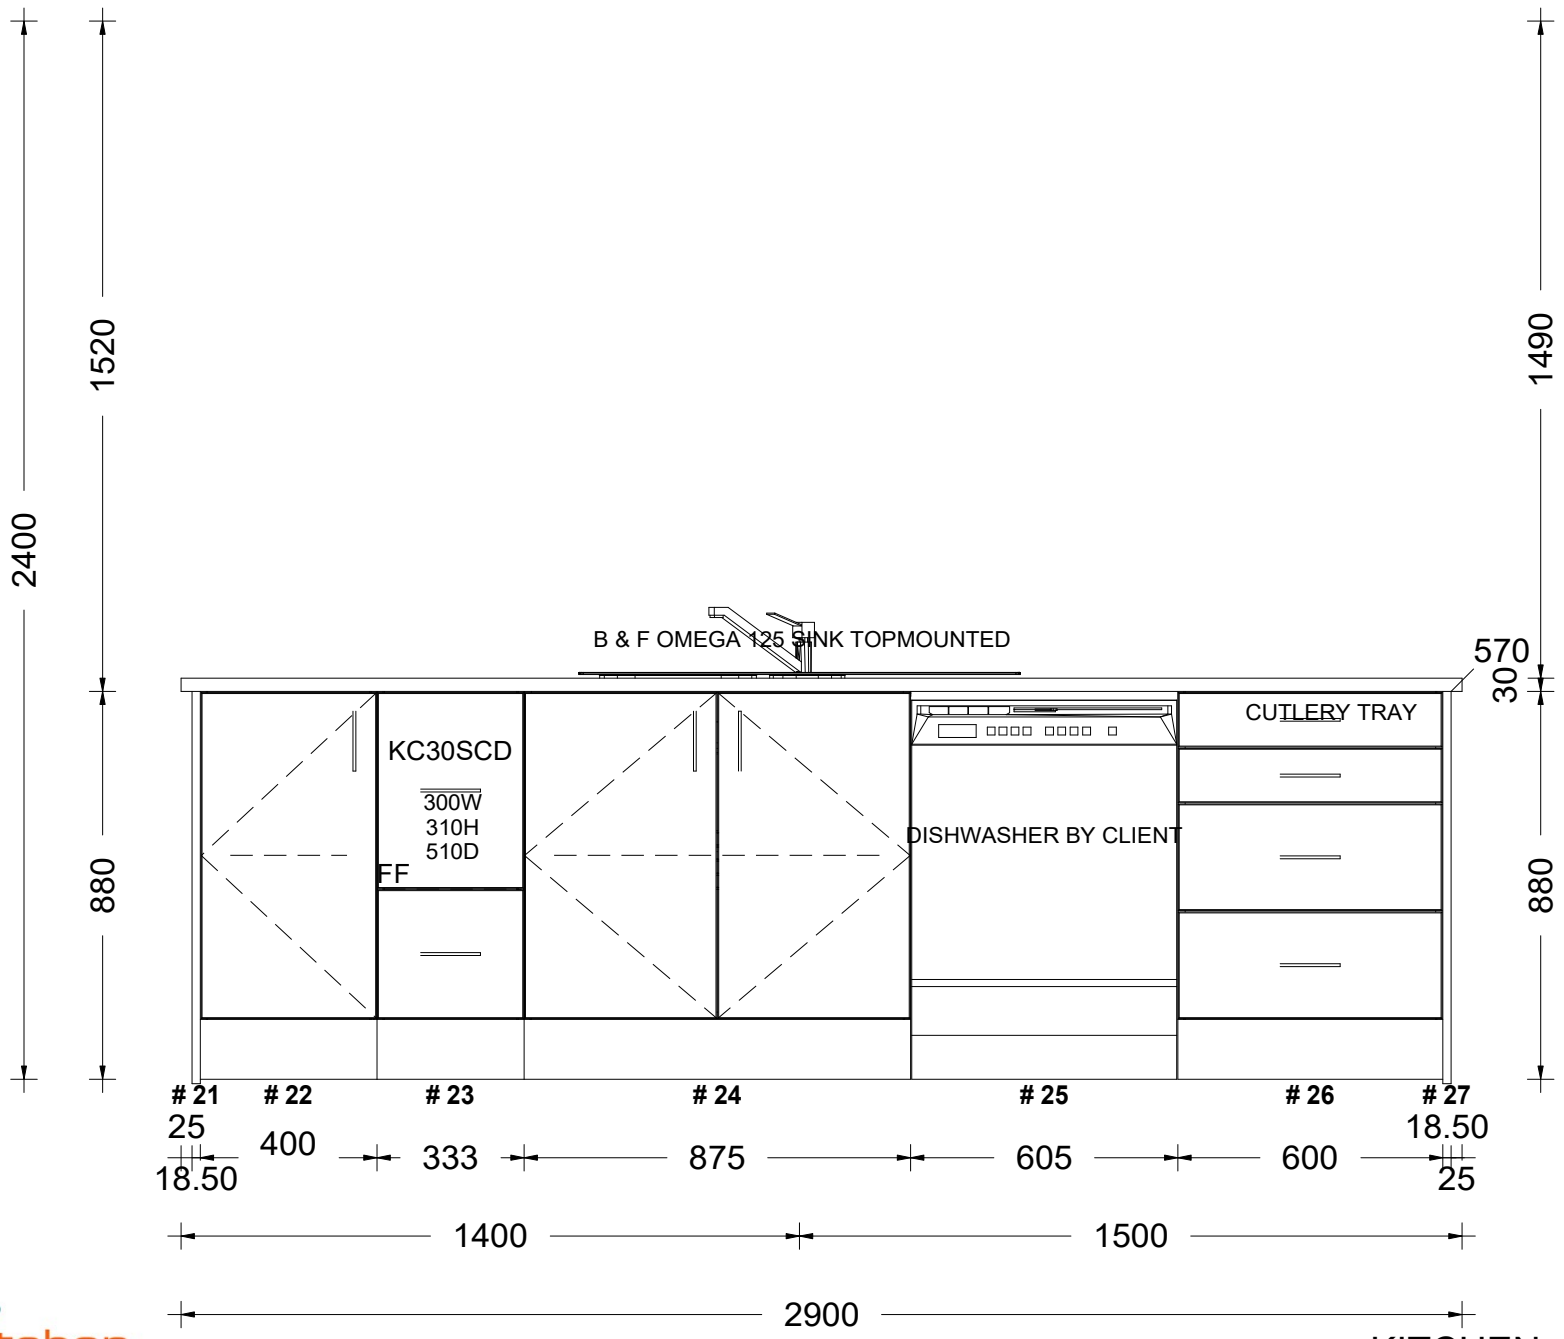 2400
1520
1490
B & F OMEGA 125 SINK TOPMOUNTED
570
30
CUTLERY TRAY
KC30SCD
300W
310H
510D
DISHWASHER BY CLIENT
FF
880
880
# 21 # 22 # 23 # 24 # 25 # 26 # 27
25 18.50
400 333 875 605 600
18.50 25
1400 1500
2900